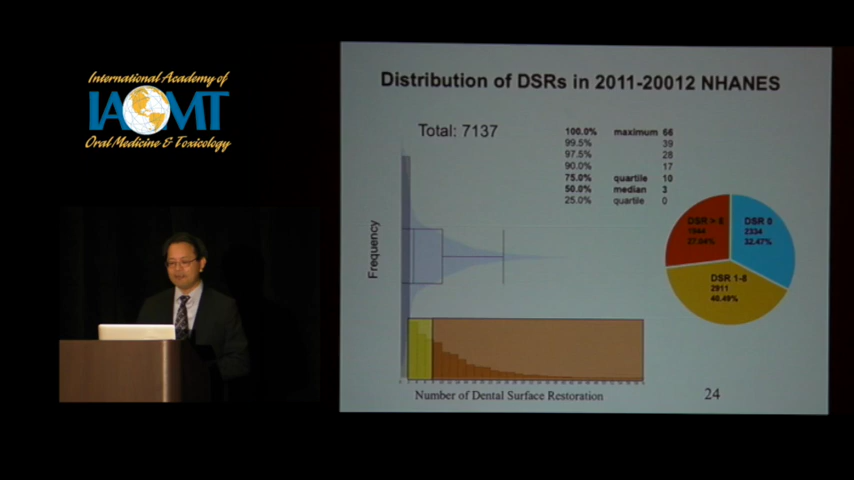 International Academy of
IAOMT
Oral Medicine & Toxicology
Distribution of DSRs in 2011-20012 NHANES
Total: 7137
100.0% maximum 66
99.5% 39
97.5% 28
90.0% 17
75.0% quartile 10
50.0% median 3
25.0% quartile 0
Frequency
DSR > 8
DSR 0
2334
32.47%
DSR 1-8
2911
40.49%
Number of Dental Surface Restoration
24